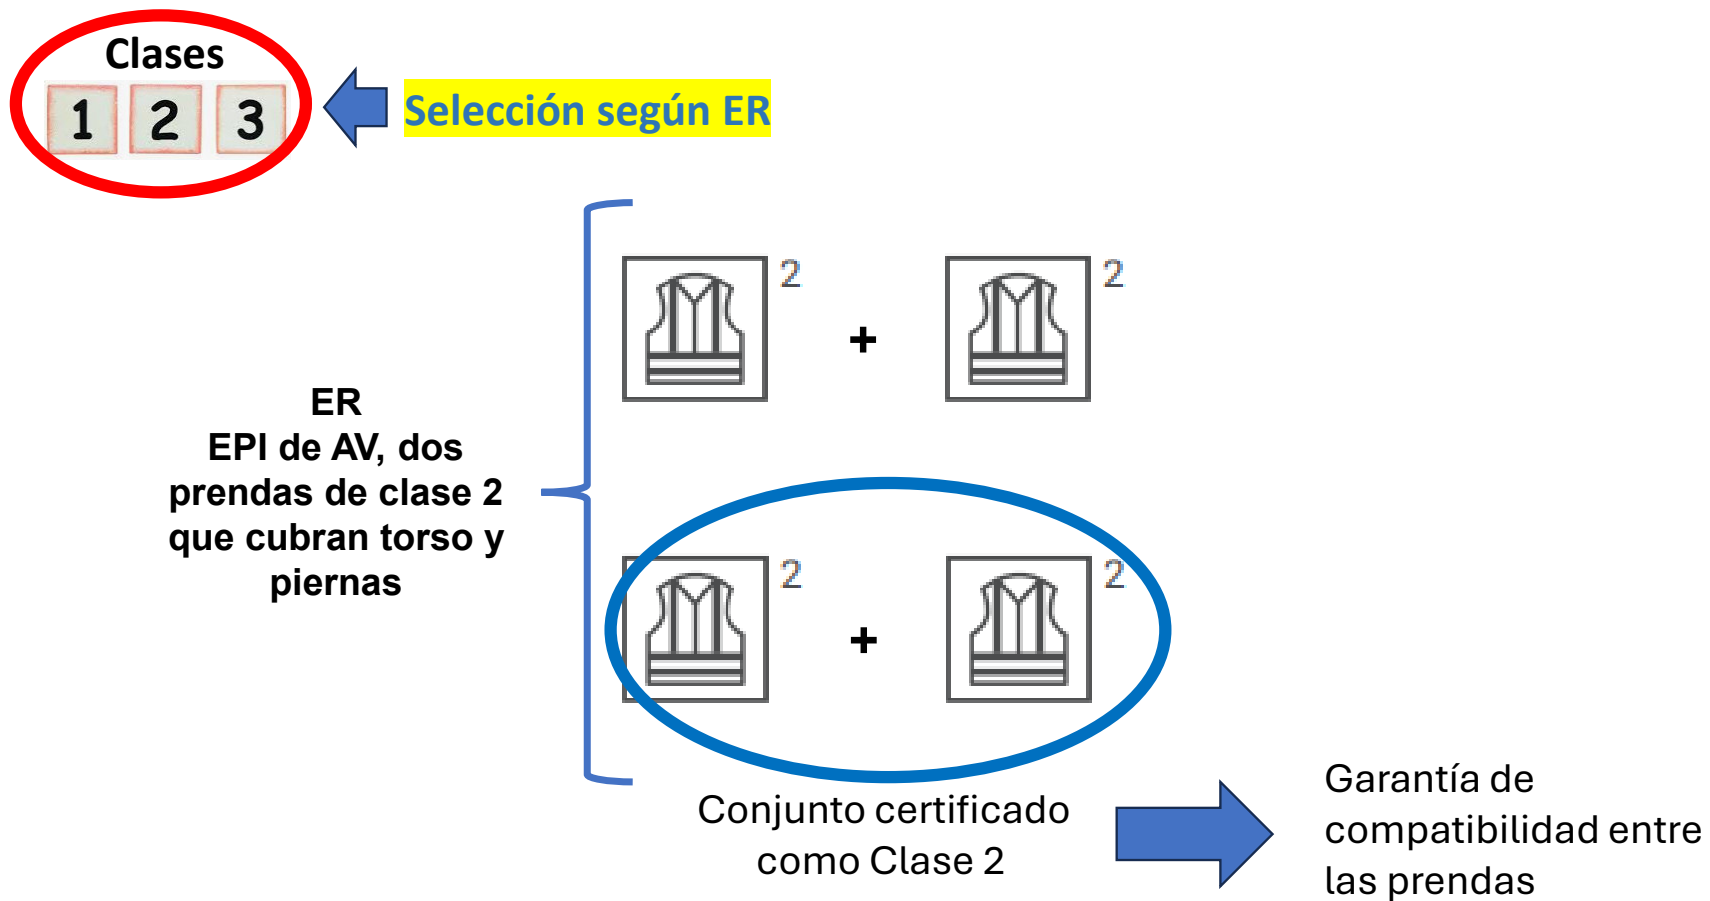 Clases
1 2 3
Selección según ER
2
2
+
ER
EPI de AV, dos
prendas de clase 2
que cubran torso y
piernas
2
2
+
Conjunto certificado
como Clase 2
Garantía de
compatibilidad entre
las prendas